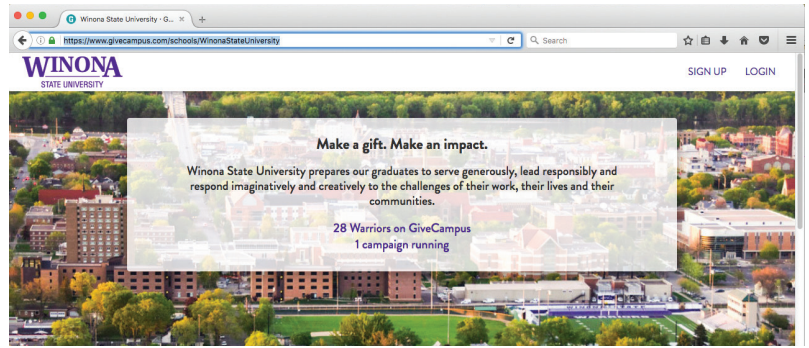 Winona State University · G...
https://www.givecampus.com/schools/WinonaStateUniversity
Search
WINONA
STATE UNIVERSITY
SIGN UP LOGIN
Make a gift. Make an impact.
Winona State University prepares our graduates to serve generously, lead responsibly and
respond imaginatively and creatively to the challenges of their work, their lives and their
communities.
28 Warriors on GiveCampus
1 campaign running